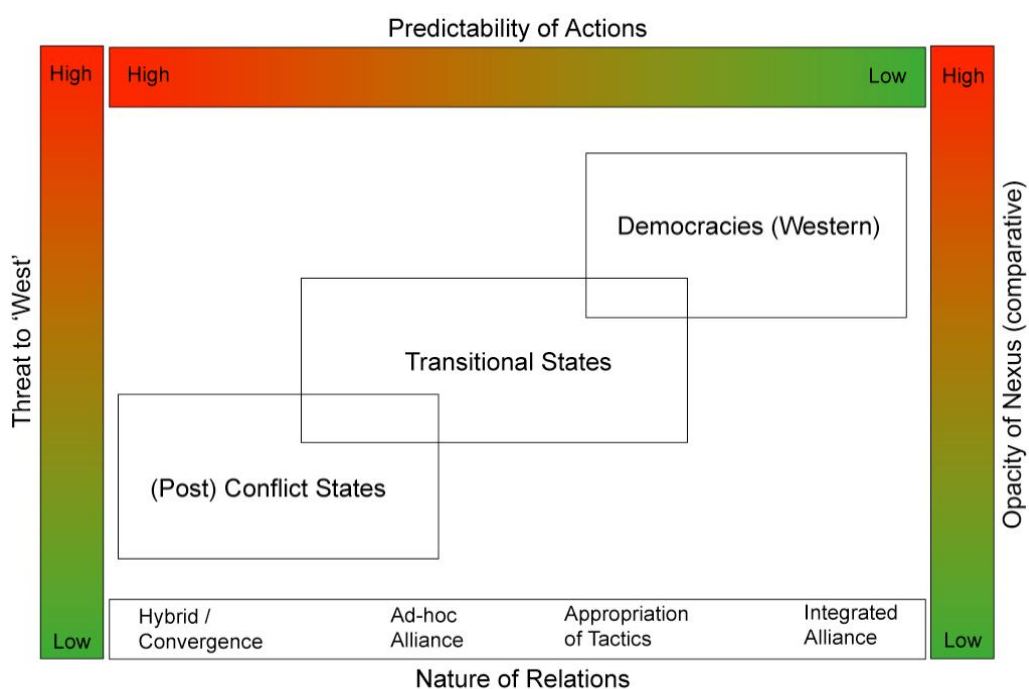 Predictability of Actions
High
High
Low
High
Threat to 'West'
Democracies (Western)
Transitional States
(Post) Conflict States
Opacity of Nexus (comparative)
Low
Hybrid /
Convergence
Ad-hoc
Alliance
Appropriation
of Tactics
Integrated
Alliance
Low
Nature of Relations